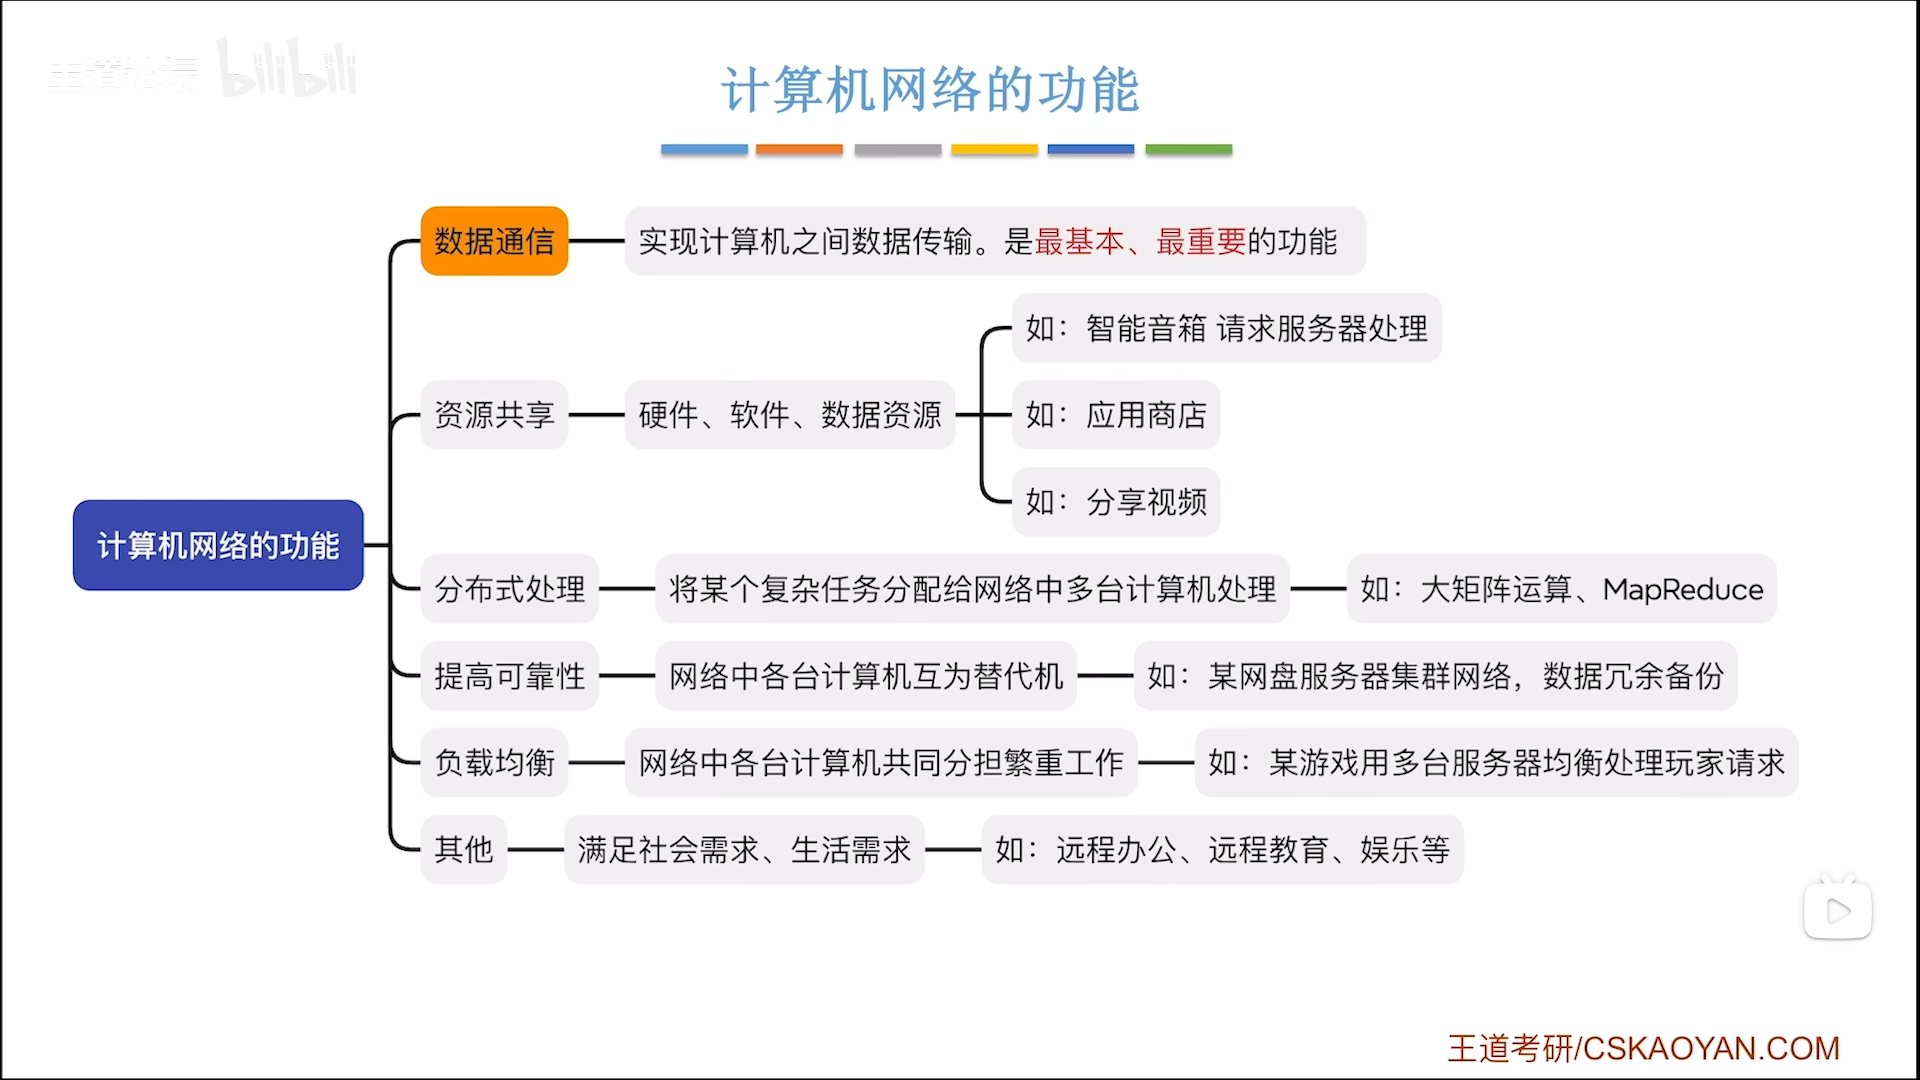 王道论坛 bilibili
计算机网络的功能
数据通信
实现计算机之间数据传输。是最基本、最重要的功能
资源共享
硬件、软件、数据资源
如：智能音箱 请求服务器处理
如：应用商店
如：分享视频
计算机网络的功能
分布式处理
将某个复杂任务分配给网络中多台计算机处理
如：大矩阵运算、MapReduce
提高可靠性
网络中各台计算机互为替代机
如：某网盘服务器集群网络，数据冗余备份
负载均衡
网络中各台计算机共同分担繁重工作
如：某游戏用多台服务器均衡处理玩家请求
其他
满足社会需求、生活需求
如：远程办公、远程教育、娱乐等
王道考研/CSKAOYAN.COM